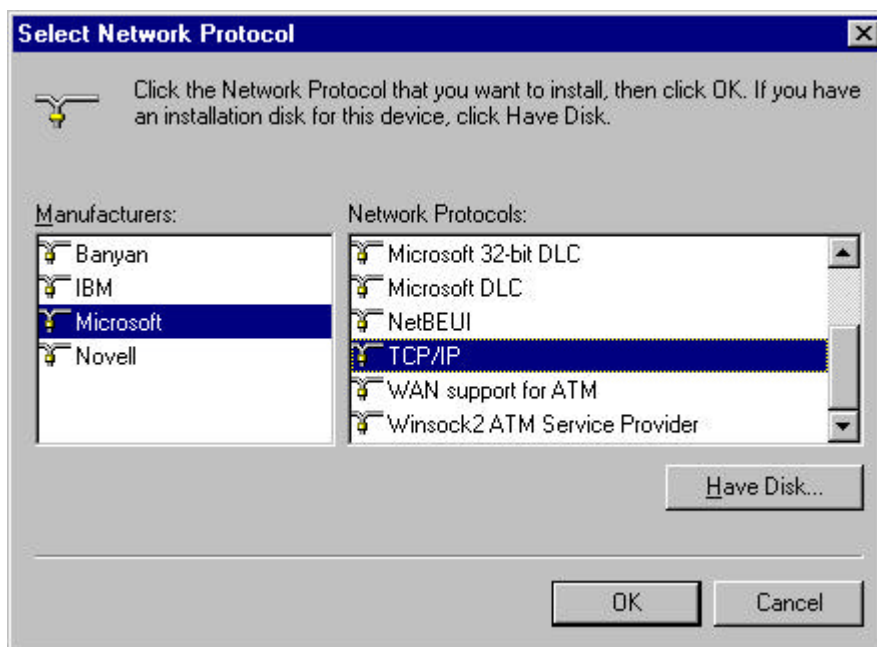 Select Network Protocol
Click the Network Protocol that you want to install, then click OK. If you have
an installation disk for this device, click Have Disk.
Manufacturers:
Banyan
IBM
Microsoft
Novell
Network Protocols:
Microsoft 32-bit DLC
Microsoft DLC
NetBEUI
TCP/IP
WAN support for ATM
Winsock2 ATM Service Provider
Have Disk...
OK
Cancel